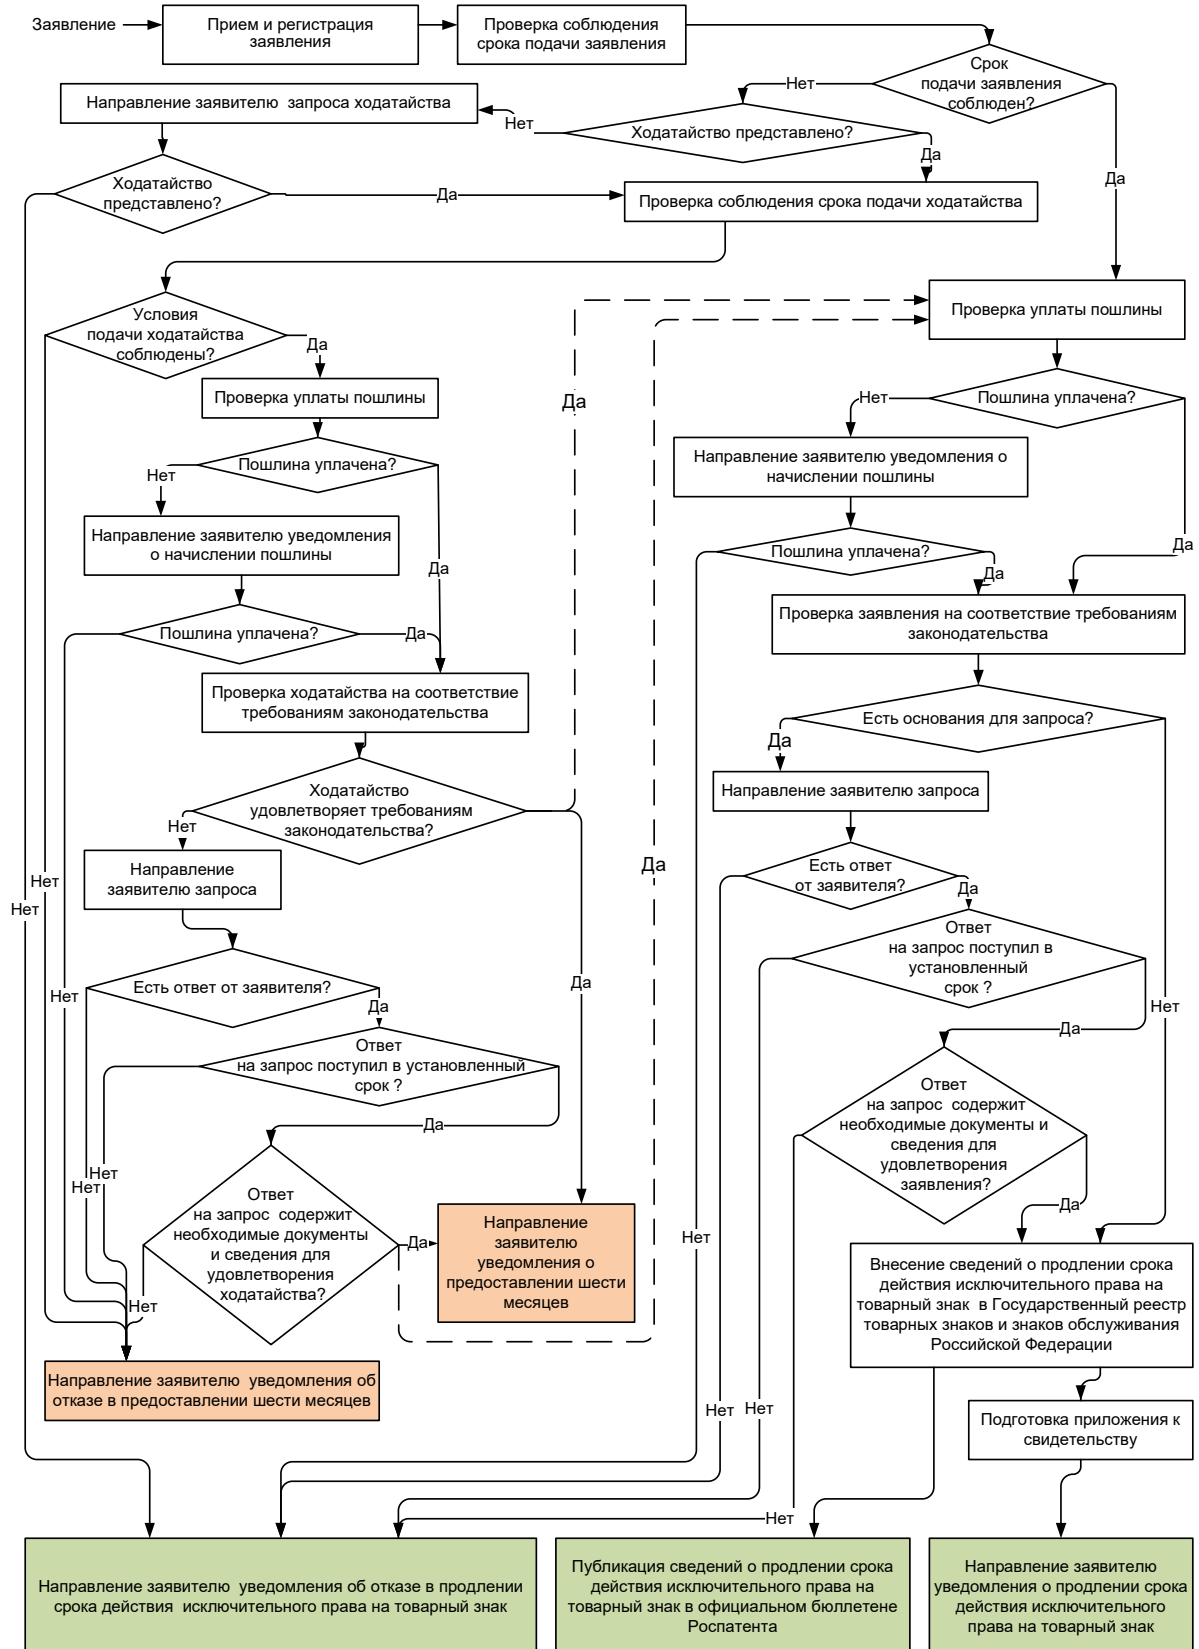 Заявление
Прием и регистрация
заявления
Проверка соблюдения
срока подачи заявления
Срок
подачи заявления
соблюден?
Нет
Направление заявителю запроса ходатайства
Нет
Ходатайство представлено?
Да
Да
Ходатайство
представлено?
Да
Проверка соблюдения срока подачи ходатайства
Условия
подачи ходатайства
соблюдены?
Да
Проверка уплаты пошлины
Проверка уплаты пошлины
Да
Пошлина уплачена?
Нет
Пошлина уплачена?
Нет
Направление заявителю уведомления о
начислении пошлины
Направление заявителю уведомления
о начислении пошлины
Да
Пошлина уплачена?
Да
Да
Пошлина уплачена?
Да
Проверка заявления на соответствие требованиям
законодательства
Проверка ходатайства на соответствие
требованиям законодательства
Есть основания для запроса?
Да
Ходатайство
удовлетворяет требованиям
законодательства?
Направление заявителю запроса
Нет
Направление
заявителю запроса
Да
Есть ответ
от заявителя?
Да
Нет
Нет
Ответ
на запрос поступил в
установленный
срок ?
Есть ответ от заявителя?
Да
Нет
Да
Нет
Да
Ответ
на запрос поступил в установленный
срок ?
Да
Ответ
на запрос содержит
необходимые документы и
сведения для
удовлетворения
заявления?
Нет
Нет
Ответ
на запрос содержит
необходимые документы
и сведения для
удовлетворения
ходатайства?
Да
Направление
заявителю
уведомления о
предоставлении шести
месяцев
Нет
Да
Внесение сведений о продлении срока
действия исключительного права на
товарный знак в Государственный реестр
товарных знаков и знаков обслуживания
Российской Федерации
Нет
Направление заявителю уведомления об
отказе в предоставлении шести месяцев
Нет
Нет
Подготовка приложения к
свидетельству
Нет
Направление заявителю уведомления об отказе в продлении
срока действия исключительного права на товарный знак
Публикация сведений о продлении срока
действия исключительного права на
товарный знак в официальном бюллетене
Роспатента
Направление заявителю
уведомления о продлении срока
действия исключительного
права на товарный знак